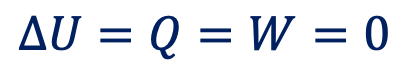 ΔU = Q = W = 0